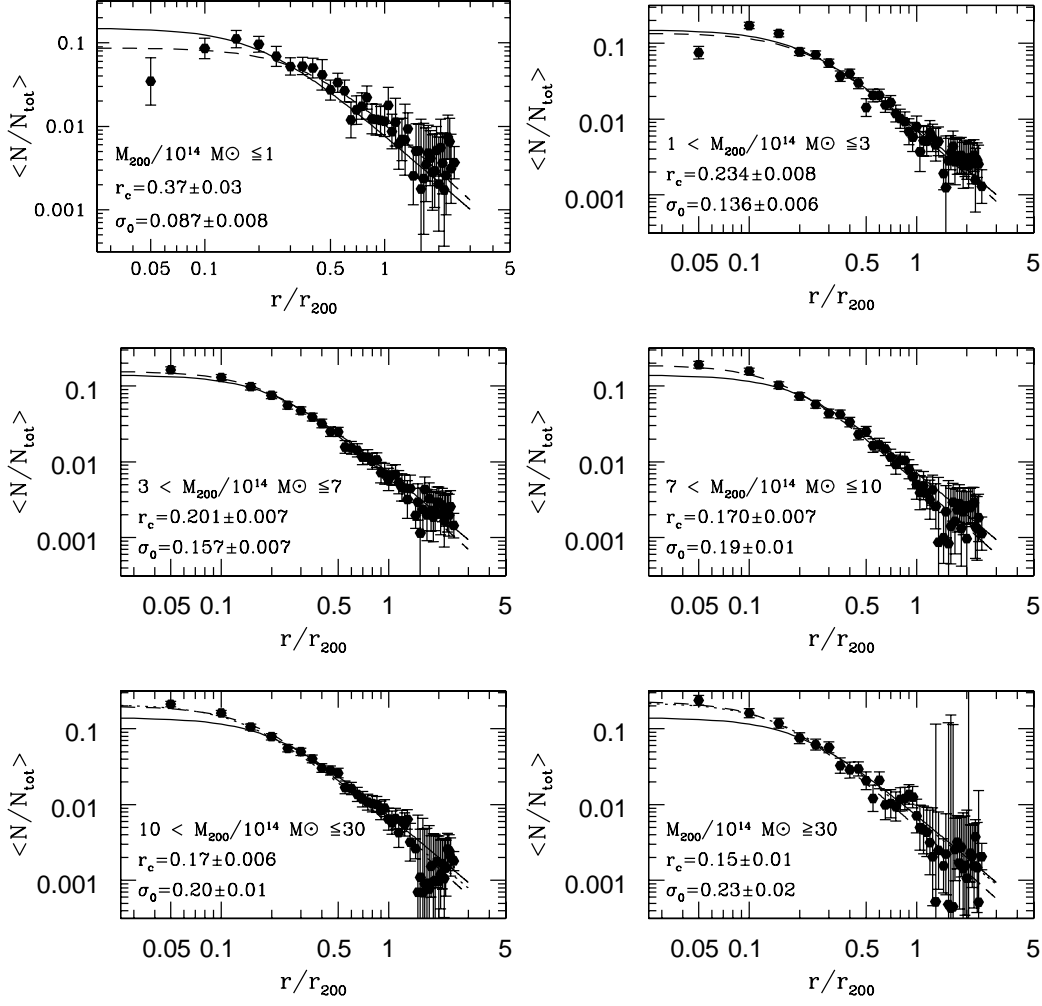 <N/N_tot>
0.1
0.01
0.001
M_200/10^14 M⊙ ≦1
r_c=0.37±0.03
σ_0=0.087±0.008
0.05 0.1 0.5 1 5
r/r_200
<N/N_tot>
0.1
0.01
0.001
1 < M_200/10^14 M⊙ ≦3
r_c=0.234±0.008
σ_0=0.136±0.006
0.05 0.1 0.5 1 5
r/r_200
<N/N_tot>
0.1
0.01
0.001
3 < M_200/10^14 M⊙ ≦7
r_c=0.201±0.007
σ_0=0.157±0.007
0.05 0.1 0.5 1 5
r/r_200
<N/N_tot>
0.1
0.01
0.001
7 < M_200/10^14 M⊙ ≦10
r_c=0.170±0.007
σ_0=0.19±0.01
0.05 0.1 0.5 1 5
r/r_200
<N/N_tot>
0.1
0.01
0.001
10 < M_200/10^14 M⊙ ≦30
r_c=0.17±0.006
σ_0=0.20±0.01
0.05 0.1 0.5 1 5
r/r_200
<N/N_tot>
0.1
0.01
0.001
M_200/10^14 M⊙ ≧30
r_c=0.15±0.01
σ_0=0.23±0.02
0.05 0.1 0.5 1 5
r/r_200